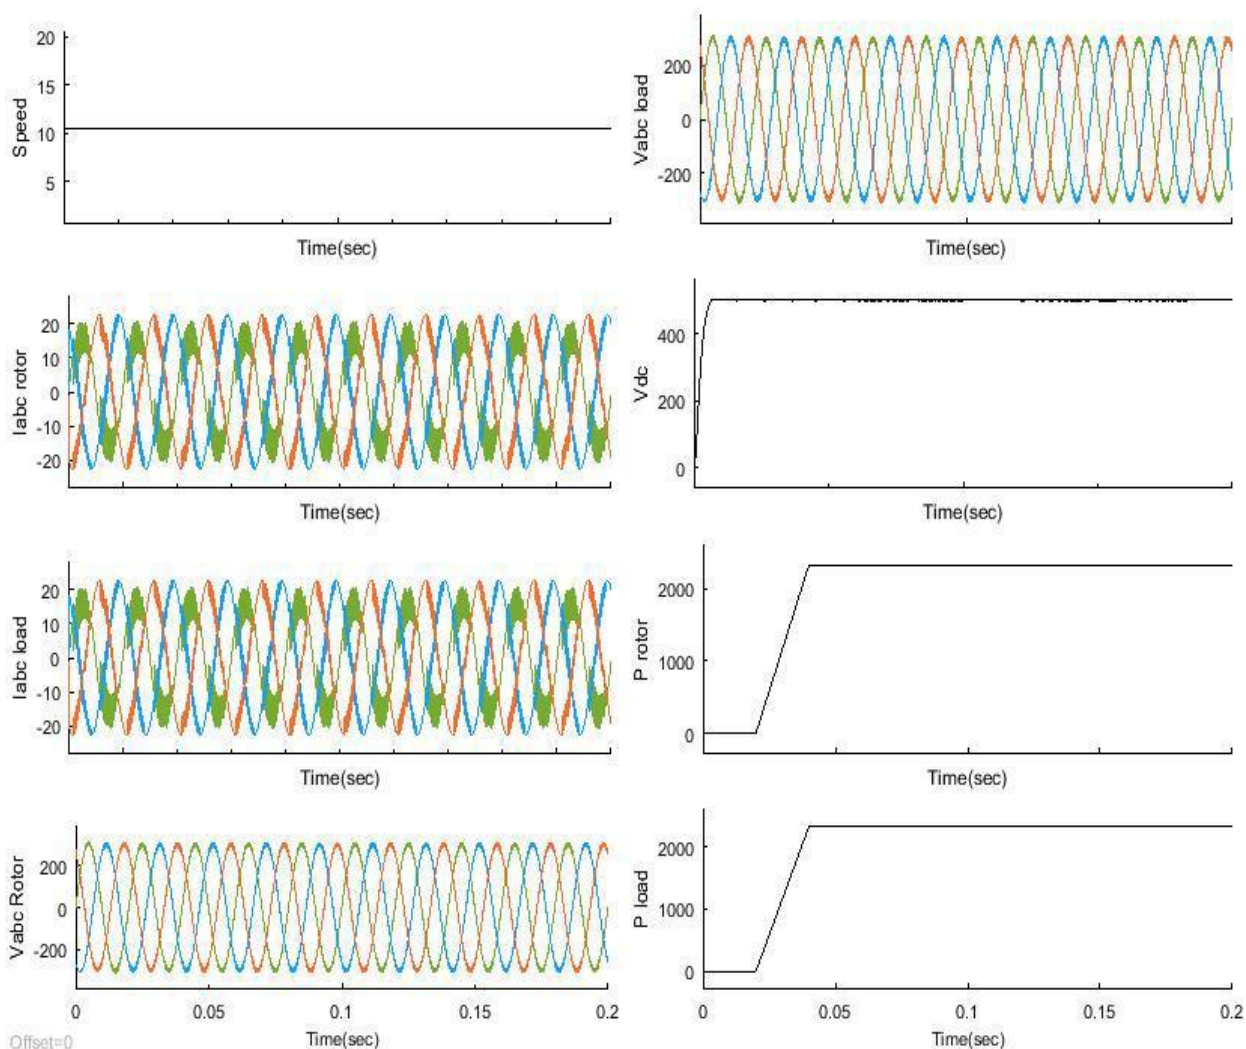 20
15
10
5
Speed
Time(sec)
200
0
-200
Vabc load
Time(sec)
20
10
0
-10
-20
Iabc rotor
Time(sec)
400
200
0
Vdc
Time(sec)
20
10
0
-10
-20
Iabc load
Time(sec)
2000
1000
0
P rotor
Time(sec)
200
0
-200
Vabc Rotor
0 0.05 0.1 0.15 0.2
Time(sec)
2000
1000
0
P load
0 0.05 0.1 0.15 0.2
Time(sec)
Offset=0